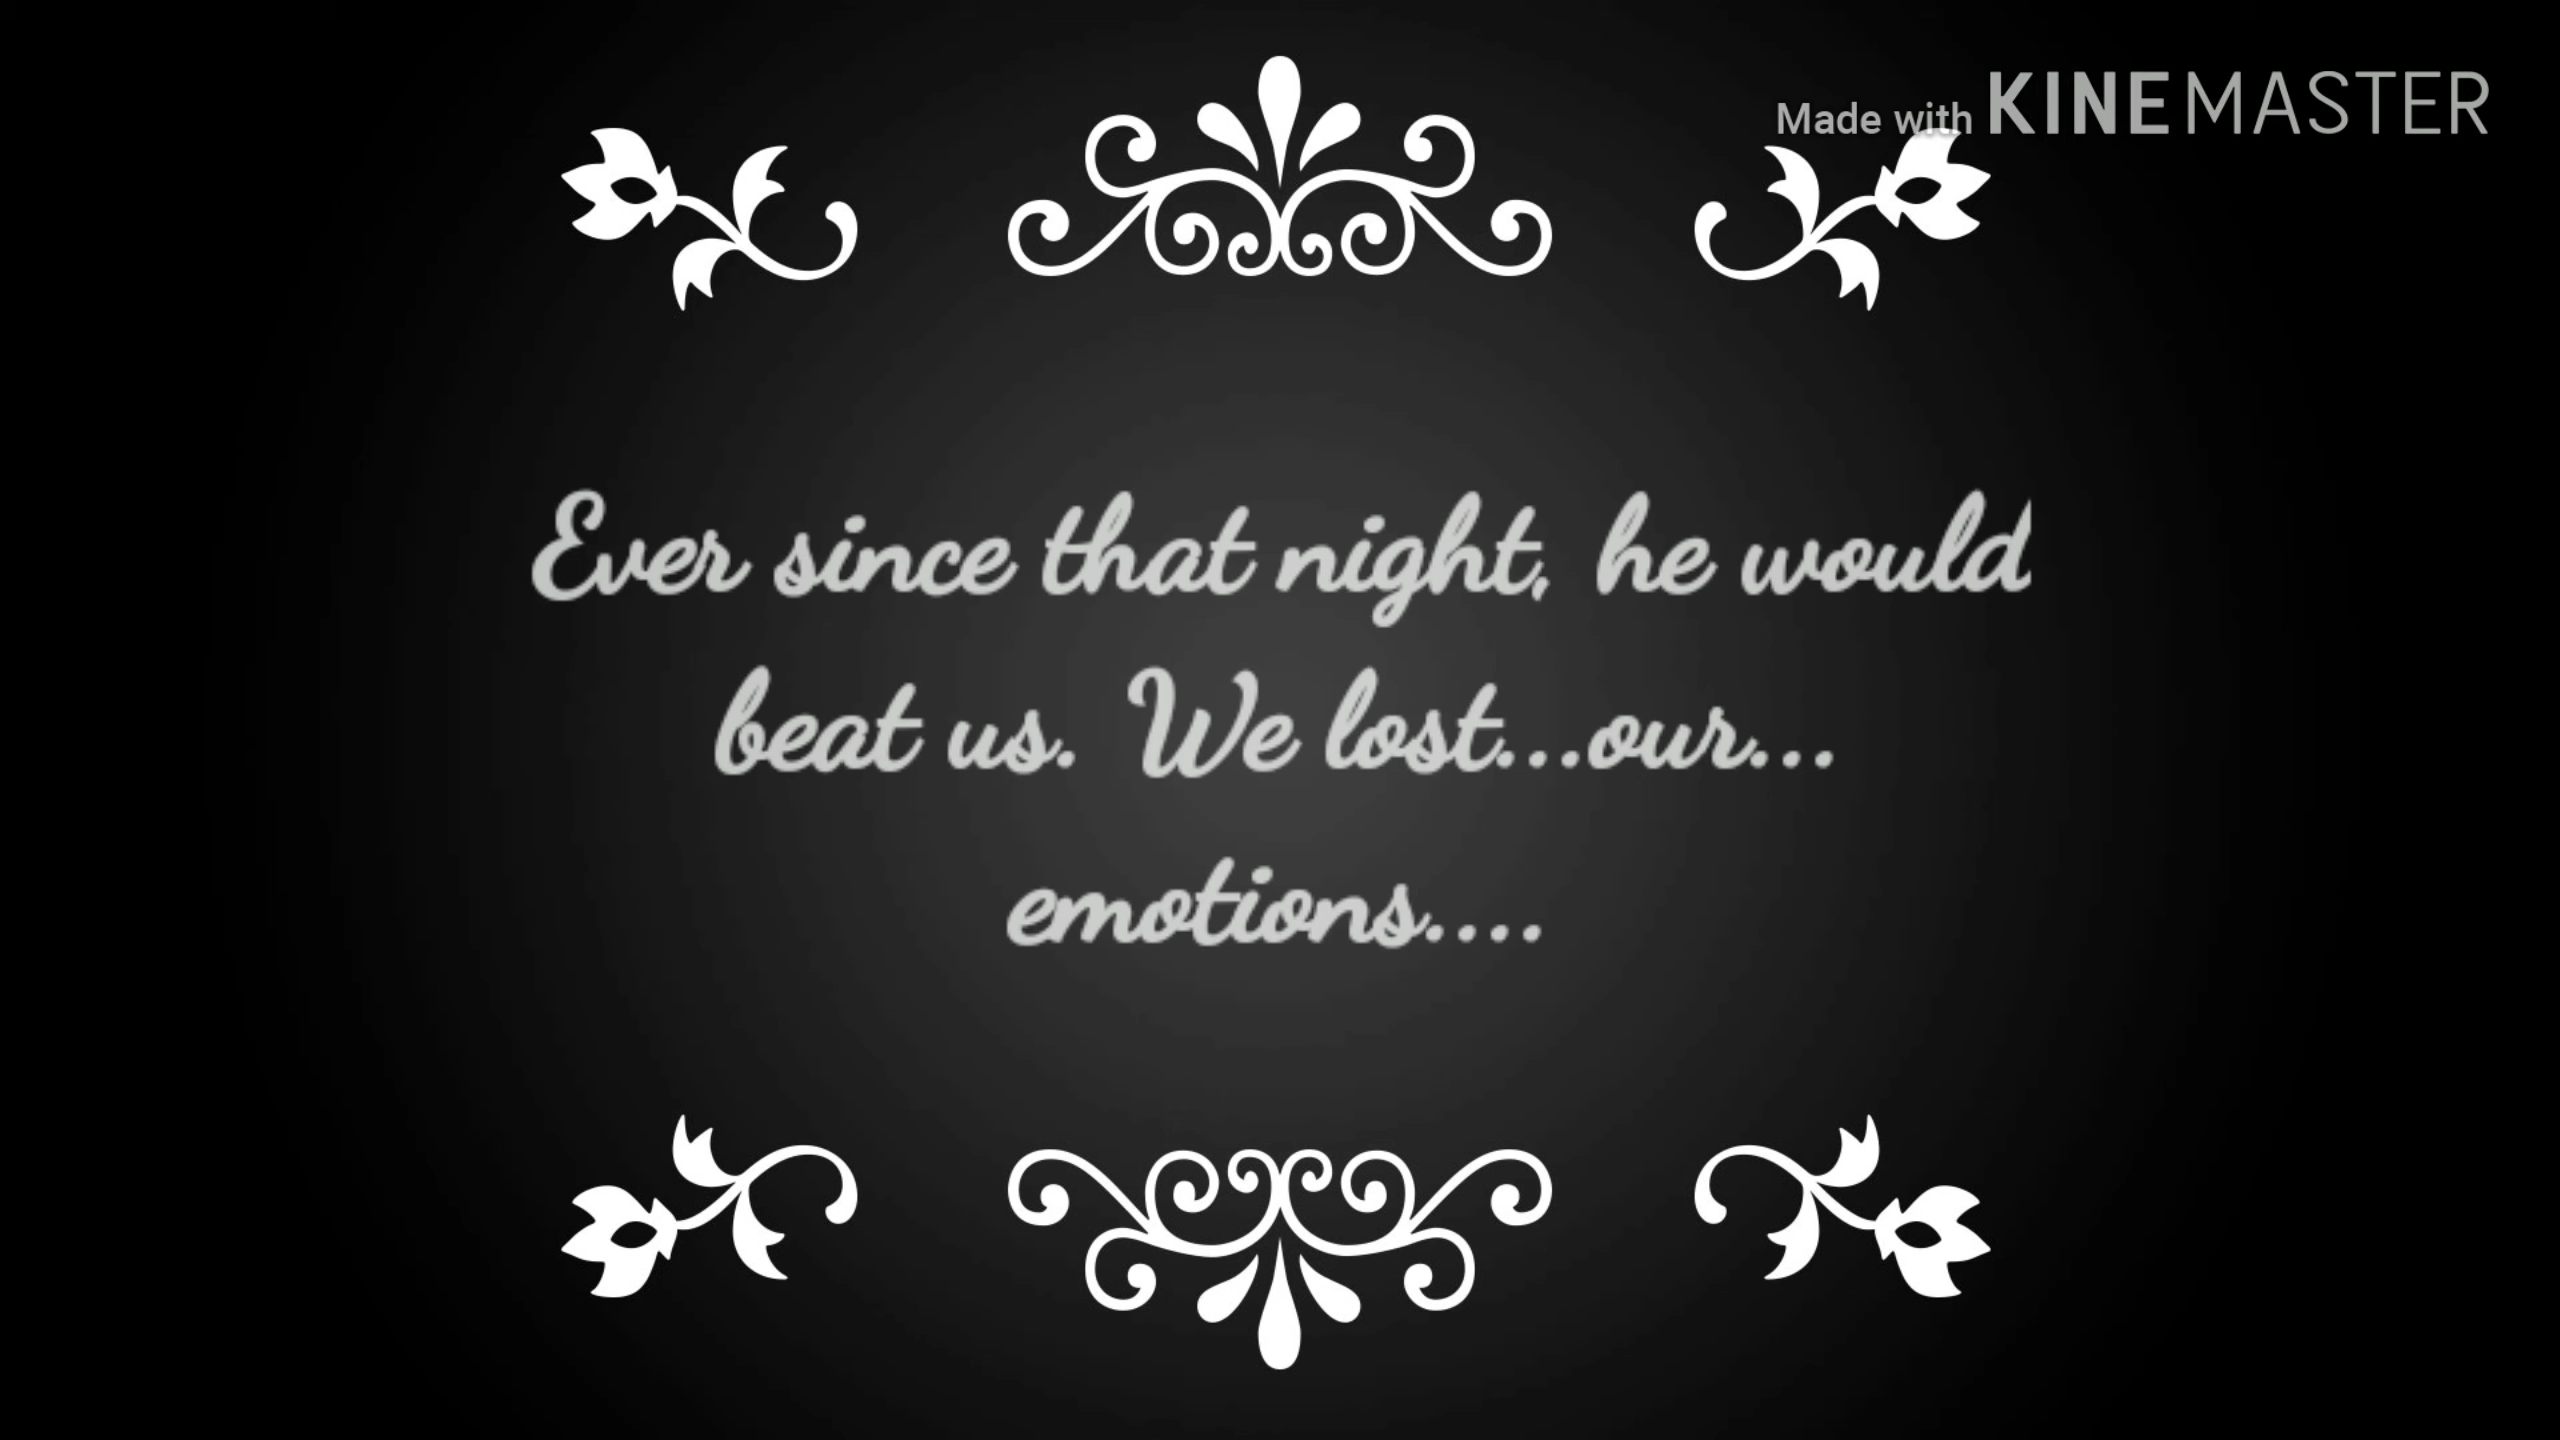 Made with KINEMASTER
Ever since that night, he would
beat us. We lost...our...
emotions....